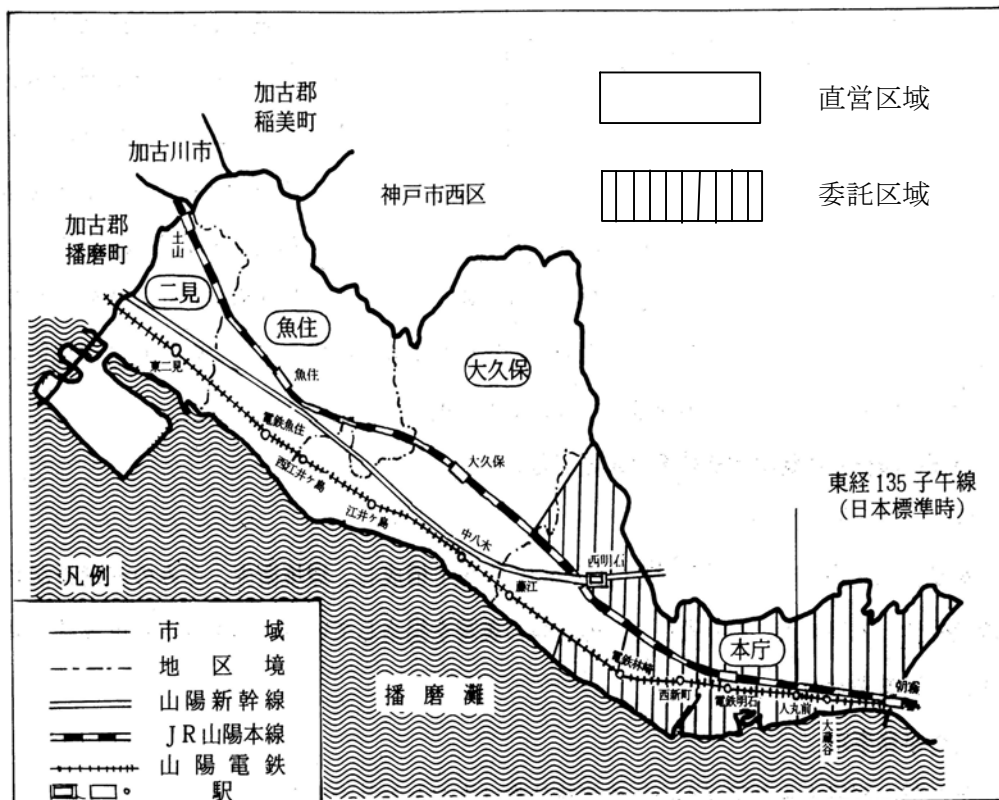 加古郡
稲美町
加古川市
神戸市西区
加古郡
播磨町
直営区域
委託区域
土山
二見
魚住
大久保
東二見
魚住
電鉄魚住
西江井ヶ島
江井ヶ島
大久保
中八木
藤江
西明石
東経135子午線
(日本標準時)
本庁
電鉄林崎
西新町
電鉄明石
人丸前
大蔵谷
朝霧
播磨灘
凡例
市域
地区境
山陽新幹線
JR山陽本線
山陽電鉄
駅